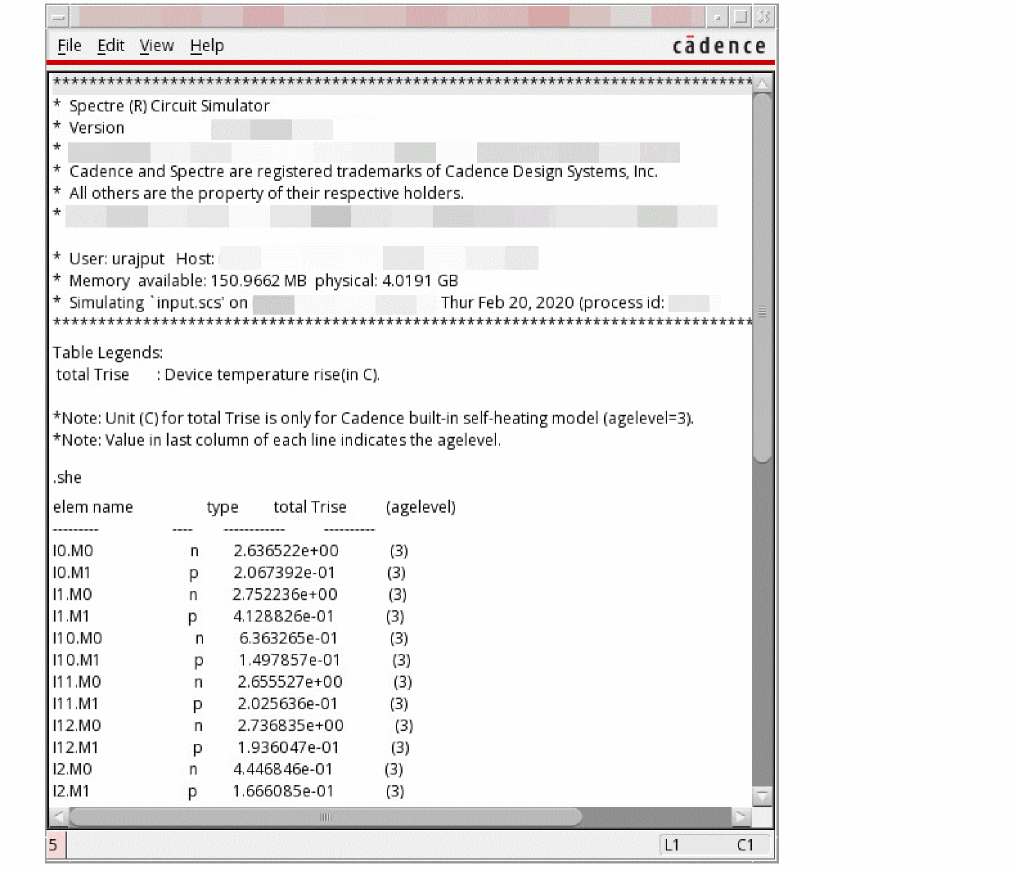 File Edit View Help cādence
********************************************************************************
* Spectre (R) Circuit Simulator
* Version
*
* Cadence and Spectre are registered trademarks of Cadence Design Systems, Inc.
* All others are the property of their respective holders.
*
* User: urajput Host:
* Memory available: 150.9662 MB physical: 4.0191 GB
* Simulating `input.scs' on Thur Feb 20, 2020 (process id:
********************************************************************************
Table Legends:
total Trise : Device temperature rise(in C).
*Note: Unit (C) for total Trise is only for Cadence built-in self-heating model (agelevel=3).
*Note: Value in last column of each line indicates the agelevel.
.she
elem name type total Trise (agelevel)
--------- ---- ------------ ----------
I0.M0 n 2.636522e+00 (3)
I0.M1 p 2.067392e-01 (3)
I1.M0 n 2.752236e+00 (3)
I1.M1 p 4.128826e-01 (3)
I10.M0 n 6.363265e-01 (3)
I10.M1 p 1.497857e-01 (3)
I11.M0 n 2.655527e+00 (3)
I11.M1 p 2.025636e-01 (3)
I12.M0 n 2.736835e+00 (3)
I12.M1 p 1.936047e-01 (3)
I2.M0 n 4.446846e-01 (3)
I2.M1 p 1.666085e-01 (3)
5 L1 C1